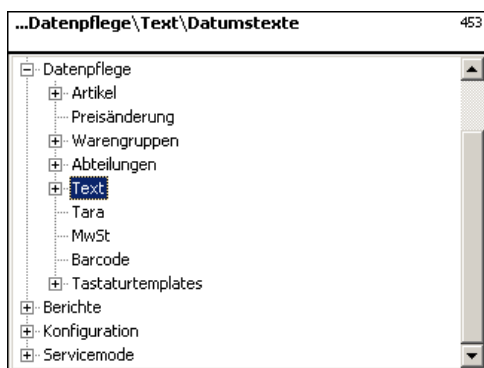 ...Datenpflege\Text\Datumstexte 453
Datenpflege
Artikel
Preisänderung
Warengruppen
Abteilungen
Text
Tara
MwSt
Barcode
Tastaturtemplates
Berichte
Konfiguration
Servicemode